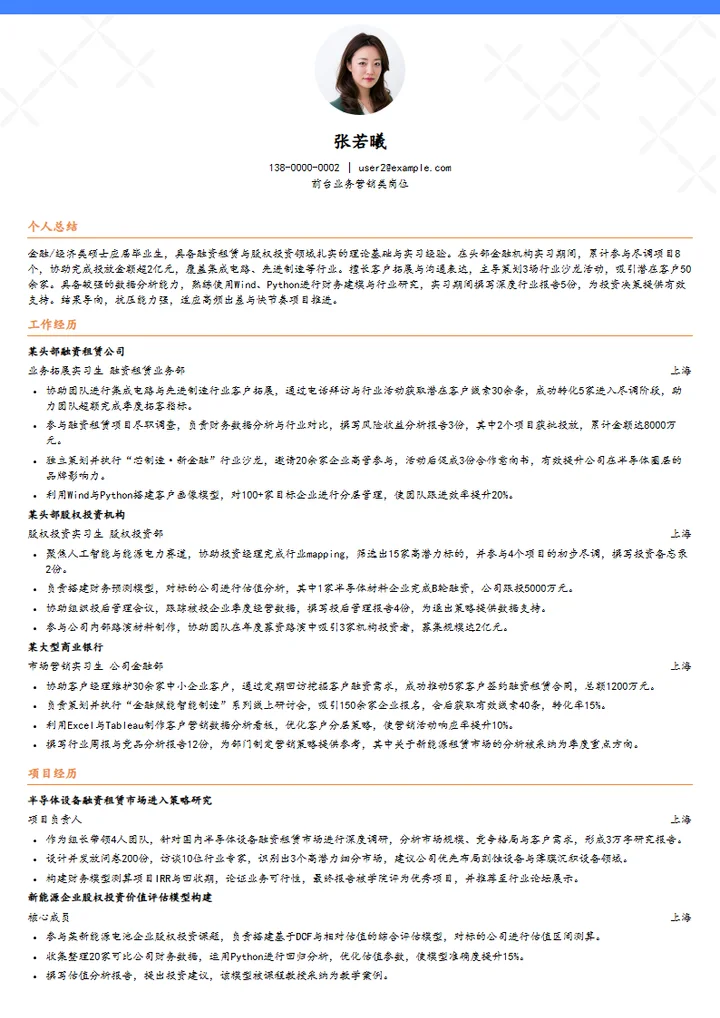 张若曦
138-0000-0002 | user2@example.com
前台业务营销类岗位
个人总结
金融/经济类硕士应届毕业生，具备融资租赁与股权投资领域扎实的理论基础与实习经验。在头部金融机构实习期间，累计参与尽调项目8
个，协助完成投放金额超2亿元，覆盖集成电路、先进制造等行业。擅长客户拓展与沟通表达，主导策划3场行业沙龙活动，吸引潜在客户50
余家。具备敏锐的数据分析能力，熟练使用Wind、Python进行财务建模与行业研究，实习期间撰写深度行业报告5份，为投资决策提供有效
支持。结果导向，抗压能力强，适应高频出差与快节奏项目推进。
工作经历
某头部融资租赁公司
业务拓展实习生 融资租赁业务部 上海
• 协助团队进行集成电路与先进制造行业客户拓展，通过电话拜访与行业活动获取潜在客户线索30余条，成功转化5家进入尽调阶段，助
力团队超额完成季度拓客指标。
• 参与融资租赁项目尽职调查，负责财务数据分析与行业对比，撰写风险收益分析报告3份，其中2个项目获批投放，累计金额达8000万
元。
• 独立策划并执行“芯制造·新金融”行业沙龙，邀请20余家企业高管参与，活动后促成3份合作意向书，有效提升公司在半导体圈层的
品牌影响力。
• 利用Wind与Python搭建客户画像模型，对100+家目标企业进行分层管理，使团队跟进效率提升20%。
某头部股权投资机构
股权投资实习生 股权投资部 上海
• 聚焦人工智能与能源电力赛道，协助投资经理完成行业mapping，筛选出15家高潜力标的，并参与4个项目的初步尽调，撰写投资备忘录
2份。
• 负责搭建财务预测模型，对标的公司进行估值分析，其中1家半导体材料企业完成B轮融资，公司跟投5000万元。
• 协助组织投后管理会议，跟踪被投企业季度经营数据，撰写投后管理报告4份，为退出策略提供数据支持。
• 参与公司内部路演材料制作，协助团队在年度募资路演中吸引3家机构投资者，募集规模达2亿元。
某大型商业银行
市场营销实习生 公司金融部 上海
• 协助客户经理维护30余家中小企业客户，通过定期回访挖掘客户融资需求，成功推动5家客户签约融资租赁合同，总额1200万元。
• 负责策划并执行“金融赋能智能制造”系列线上研讨会，吸引150余家企业报名，会后获取有效线索40条，转化率15%。
• 利用Excel与Tableau制作客户营销数据分析看板，优化客户分层策略，使营销活动响应率提升10%。
• 撰写行业周报与竞品分析报告12份，为部门制定营销策略提供参考，其中关于新能源租赁市场的分析被采纳为季度重点方向。
项目经历
半导体设备融资租赁市场进入策略研究
项目负责人 上海
• 作为组长带领4人团队，针对国内半导体设备融资租赁市场进行深度调研，分析市场规模、竞争格局与客户需求，形成3万字研究报告。
• 设计并发放问卷200份，访谈10位行业专家，识别出3个高潜力细分市场，建议公司优先布局刻蚀设备与薄膜沉积设备领域。
• 构建财务模型测算项目IRR与回收期，论证业务可行性，最终报告被学院评为优秀项目，并推荐至行业论坛展示。
新能源企业股权投资价值评估模型构建
核心成员 上海
• 参与某新能源电池企业股权投资课题，负责搭建基于DCF与相对估值的综合评估模型，对标的公司进行估值区间测算。
• 收集整理20家可比公司财务数据，运用Python进行回归分析，优化估值参数，使模型准确度提升15%。
• 撰写估值分析报告，提出投资建议，该模型被课程教授采纳为教学案例。